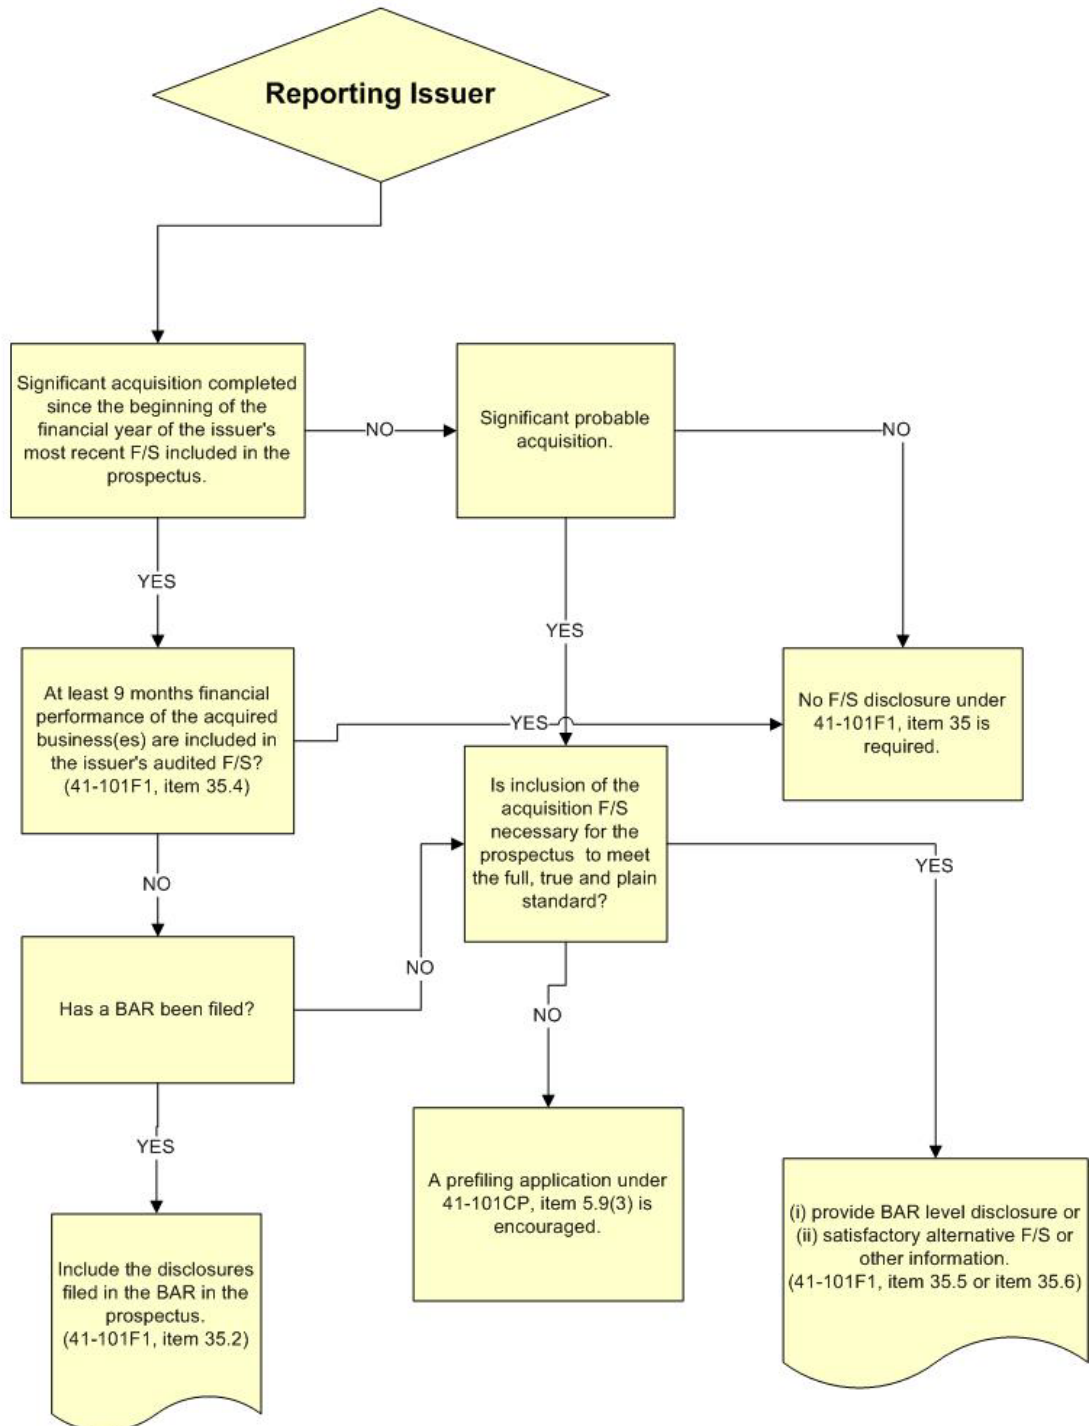 Reporting Issuer
Significant acquisition completed
since the beginning of the
financial year of the issuer's
most recent F/S included in the
prospectus.
NO
Significant probable
acquisition.
NO
YES
YES
At least 9 months financial
performance of the acquired
business(es) are included in
the issuer's audited F/S?
(41-101F1, item 35.4)
YES
No F/S disclosure under
41-101F1, item 35 is
required.
Is inclusion of the
acquisition F/S
necessary for the
prospectus to meet
the full, true and plain
standard?
YES
NO
Has a BAR been filed?
NO
NO
YES
A prefiling application under
41-101CP, item 5.9(3) is
encouraged.
(i) provide BAR level disclosure or
(ii) satisfactory alternative F/S or
other information.
(41-101F1, item 35.5 or item 35.6)
Include the disclosures
filed in the BAR in the
prospectus.
(41-101F1, item 35.2)